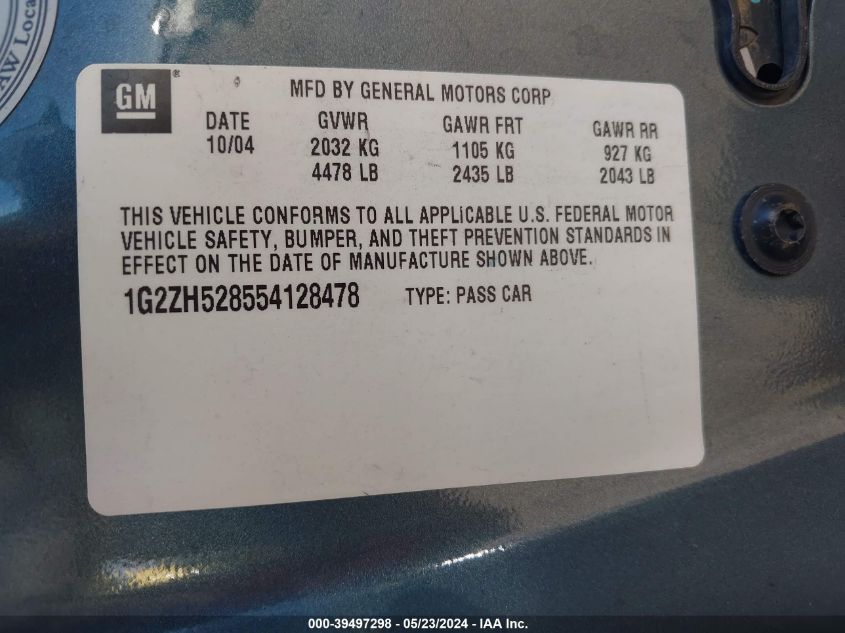 AW Loca
GM®
MFD BY GENERAL MOTORS CORP
DATE GVWR GAWR FRT GAWR RR
10/04 2032 KG 1105 KG 927 KG
4478 LB 2435 LB 2043 LB
THIS VEHICLE CONFORMS TO ALL APPLICABLE U.S. FEDERAL MOTOR
VEHICLE SAFETY, BUMPER, AND THEFT PREVENTION STANDARDS IN
EFFECT ON THE DATE OF MANUFACTURE SHOWN ABOVE.
1G2ZH528554128478 TYPE: PASS CAR
000-39497298 - 05/23/2024 - IAA Inc.